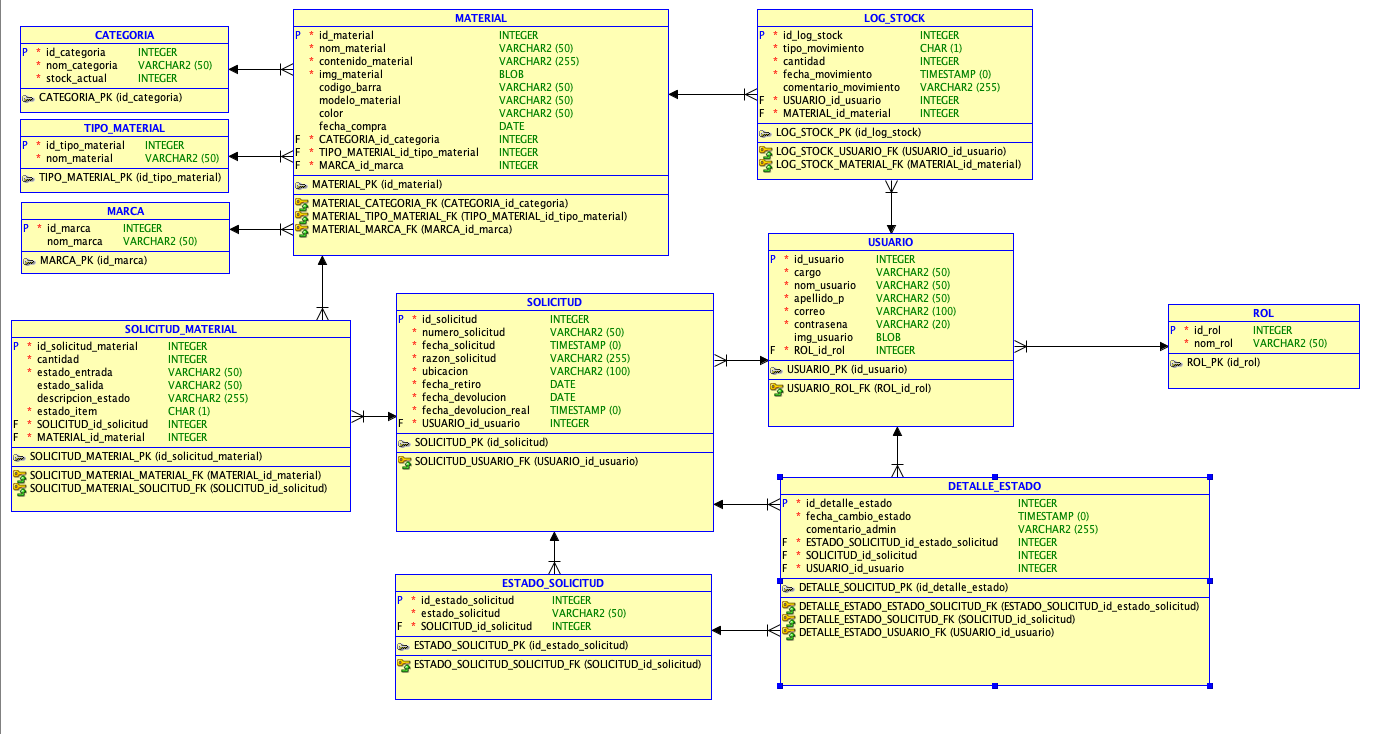 CATEGORIA
P * id_categoria INTEGER
* nom_categoria VARCHAR2 (50)
* stock_actual INTEGER
CATEGORIA_PK (id_categoria)
TIPO_MATERIAL
P * id_tipo_material INTEGER
* nom_material VARCHAR2 (50)
TIPO_MATERIAL_PK (id_tipo_material)
MARCA
P * id_marca INTEGER
nom_marca VARCHAR2 (50)
MARCA_PK (id_marca)
MATERIAL
P * id_material INTEGER
* nom_material VARCHAR2 (50)
* contenido_material VARCHAR2 (255)
* img_material BLOB
codigo_barra VARCHAR2 (50)
modelo_material VARCHAR2 (50)
color VARCHAR2 (50)
fecha_compra DATE
F * CATEGORIA_id_categoria INTEGER
F * TIPO_MATERIAL_id_tipo_material INTEGER
F * MARCA_id_marca INTEGER
MATERIAL_PK (id_material)
MATERIAL_CATEGORIA_FK (CATEGORIA_id_categoria)
MATERIAL_TIPO_MATERIAL_FK (TIPO_MATERIAL_id_tipo_material)
MATERIAL_MARCA_FK (MARCA_id_marca)
LOG_STOCK
P * id_log_stock INTEGER
* tipo_movimiento CHAR (1)
* cantidad INTEGER
* fecha_movimiento TIMESTAMP (0)
comentario_movimiento VARCHAR2 (255)
F * USUARIO_id_usuario INTEGER
F * MATERIAL_id_material INTEGER
LOG_STOCK_PK (id_log_stock)
LOG_STOCK_USUARIO_FK (USUARIO_id_usuario)
LOG_STOCK_MATERIAL_FK (MATERIAL_id_material)
USUARIO
P * id_usuario INTEGER
* cargo VARCHAR2 (50)
* nom_usuario VARCHAR2 (50)
* apellido_p VARCHAR2 (50)
* correo VARCHAR2 (100)
* contrasena VARCHAR2 (20)
img_usuario BLOB
F * ROL_id_rol INTEGER
USUARIO_PK (id_usuario)
USUARIO_ROL_FK (ROL_id_rol)
ROL
P * id_rol INTEGER
* nom_rol VARCHAR2 (50)
ROL_PK (id_rol)
SOLICITUD_MATERIAL
P * id_solicitud_material INTEGER
* cantidad INTEGER
* estado_entrada VARCHAR2 (50)
estado_salida VARCHAR2 (50)
descripcion_estado VARCHAR2 (255)
* estado_item CHAR (1)
F * SOLICITUD_id_solicitud INTEGER
F * MATERIAL_id_material INTEGER
SOLICITUD_MATERIAL_PK (id_solicitud_material)
SOLICITUD_MATERIAL_MATERIAL_FK (MATERIAL_id_material)
SOLICITUD_MATERIAL_SOLICITUD_FK (SOLICITUD_id_solicitud)
SOLICITUD
P * id_solicitud INTEGER
* numero_solicitud VARCHAR2 (50)
* fecha_solicitud TIMESTAMP (0)
* razon_solicitud VARCHAR2 (255)
* ubicacion VARCHAR2 (100)
* fecha_retiro DATE
* fecha_devolucion DATE
* fecha_devolucion_real TIMESTAMP (0)
F * USUARIO_id_usuario INTEGER
SOLICITUD_PK (id_solicitud)
SOLICITUD_USUARIO_FK (USUARIO_id_usuario)
DETALLE_ESTADO
P * id_detalle_estado INTEGER
* fecha_cambio_estado TIMESTAMP (0)
comentario_admin VARCHAR2 (255)
F * ESTADO_SOLICITUD_id_estado_solicitud INTEGER
F * SOLICITUD_id_solicitud INTEGER
F * USUARIO_id_usuario INTEGER
DETALLE_SOLICITUD_PK (id_detalle_estado)
DETALLE_ESTADO_ESTADO_SOLICITUD_FK (ESTADO_SOLICITUD_id_estado_solicitud)
DETALLE_ESTADO_SOLICITUD_FK (SOLICITUD_id_solicitud)
DETALLE_ESTADO_USUARIO_FK (USUARIO_id_usuario)
ESTADO_SOLICITUD
P * id_estado_solicitud INTEGER
* estado_solicitud VARCHAR2 (50)
F * SOLICITUD_id_solicitud INTEGER
ESTADO_SOLICITUD_PK (id_estado_solicitud)
ESTADO_SOLICITUD_SOLICITUD_FK (SOLICITUD_id_solicitud)